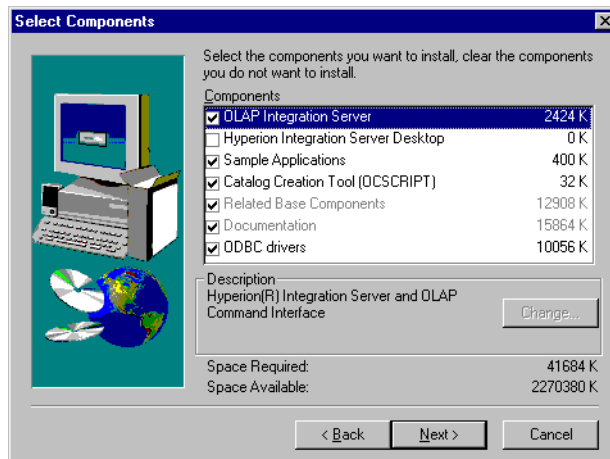 Select Components
Select the components you want to install, clear the components
you do not want to install.
Components
OLAP Integration Server 2424 K
Hyperion Integration Server Desktop 0 K
Sample Applications 400 K
Catalog Creation Tool (OCSCRIPT) 32 K
Related Base Components 12908 K
Documentation 15864 K
ODBC drivers 10056 K
Description
Hyperion(R) Integration Server and OLAP
Command Interface
Change...
Space Required: 41684 K
Space Available: 2270380 K
< Back Next > Cancel